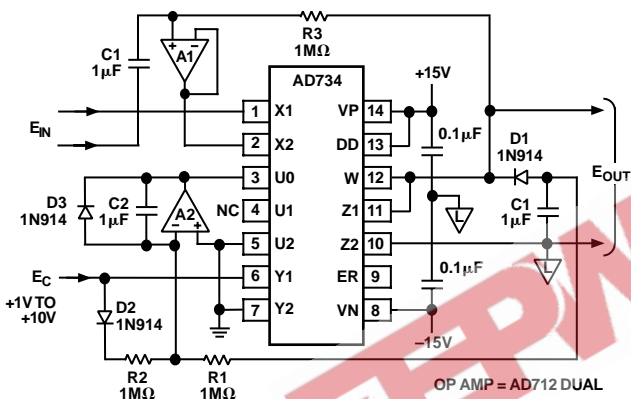 R3
1MΩ
C1
1µF
A1
+
–
AD734
+15V
EIN
1 X1 VP 14
2 X2 DD 13
3 U0 W 12
4 U1 Z1 11
5 U2 Z2 10
6 Y1 ER 9
7 Y2 VN 8
0.1µF
D1
1N914
EOUT
C1
1µF
L
L
D3
1N914
C2
1µF
A2
–
+
NC
EC
+1V TO
+10V
D2
1N914
0.1µF
–15V
R2
1MΩ
R1
1MΩ
OP AMP = AD712 DUAL